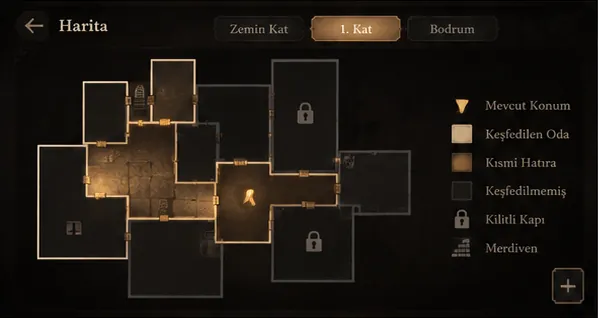 Harita
Zemin Kat
1. Kat
Bodrum
Mevcut Konum
Keşfedilen Oda
Kısmi Hatıra
Keşfedilmemiş
Kilitli Kapı
Merdiven